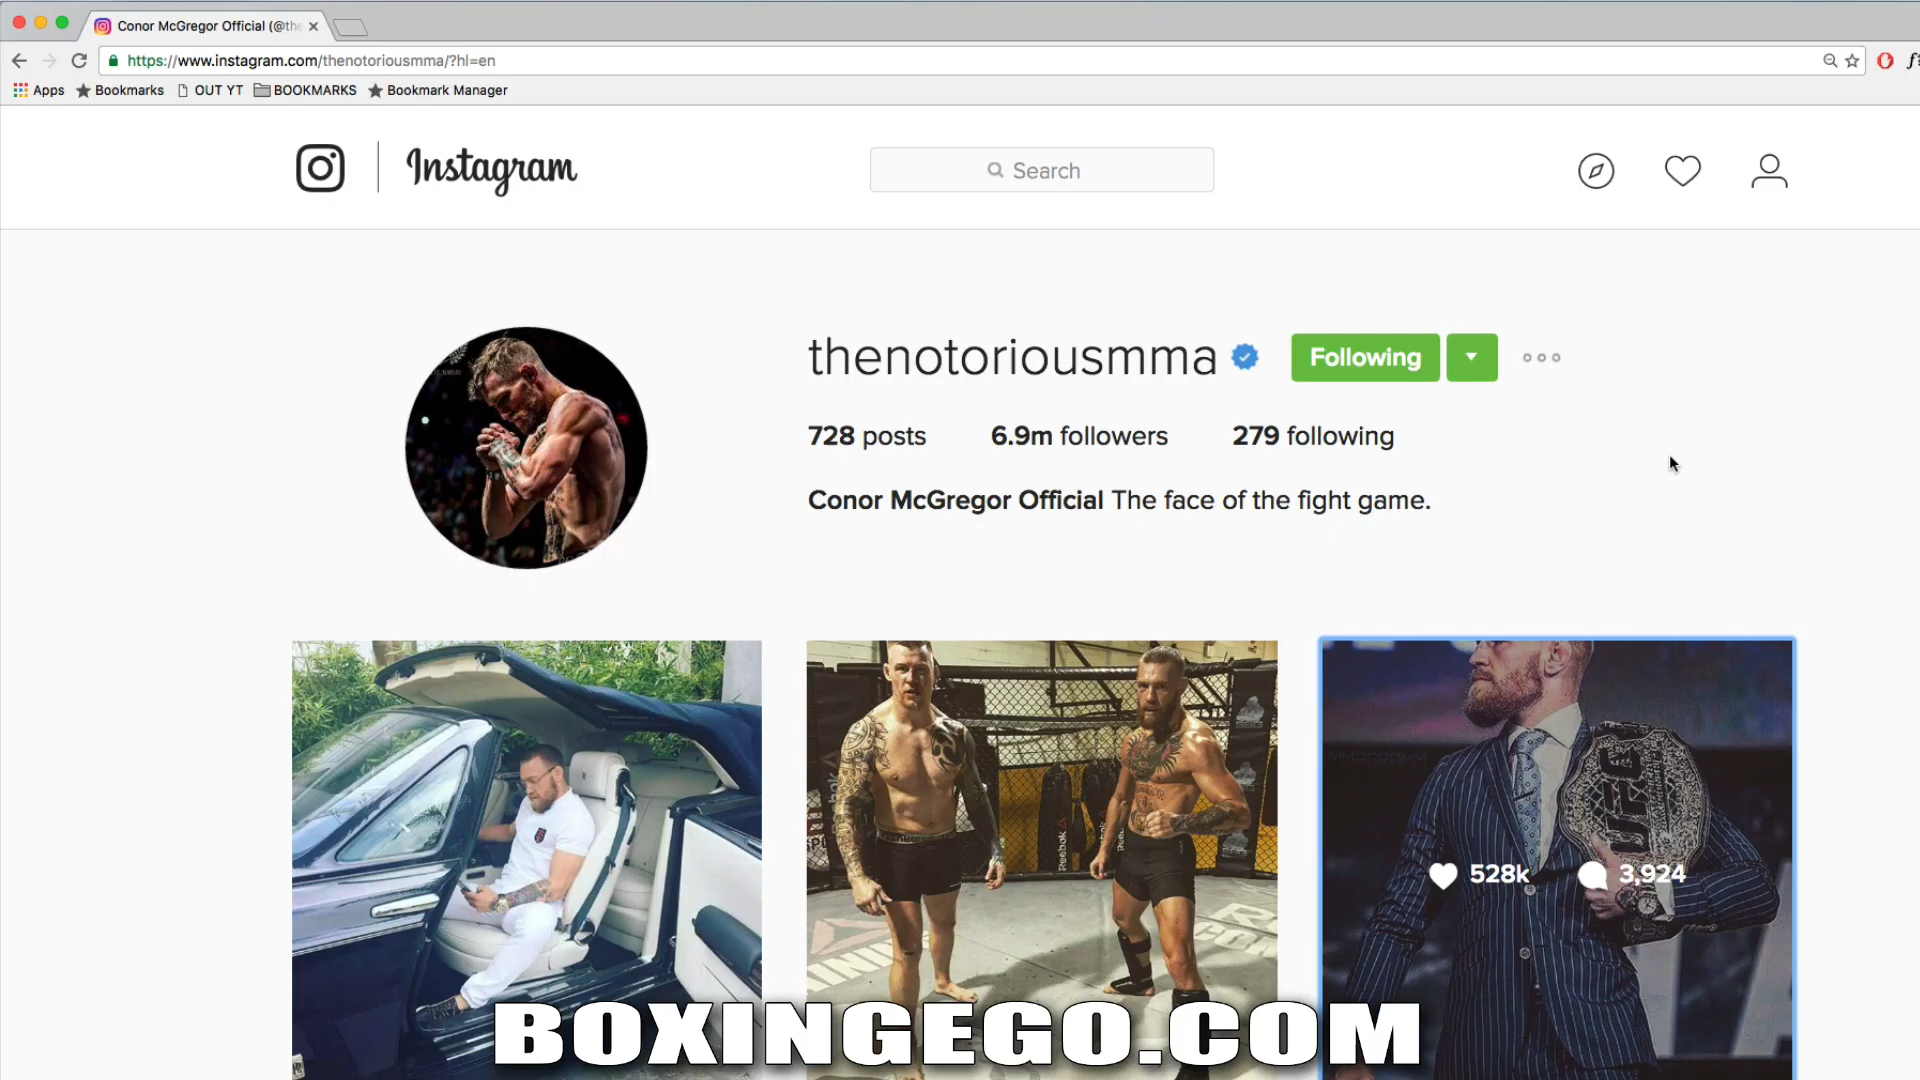 Conor McGregor Official (@the
https://www.instagram.com/thenotoriousmma/?hl=en
Apps Bookmarks OUT YT BOOKMARKS Bookmark Manager
Instagram Search
thenotoriousmma Following
728 posts 6.9m followers 279 following
Conor McGregor Official The face of the fight game.
Reebok
UFC
528k 3,924
BOXINGEGO.COM